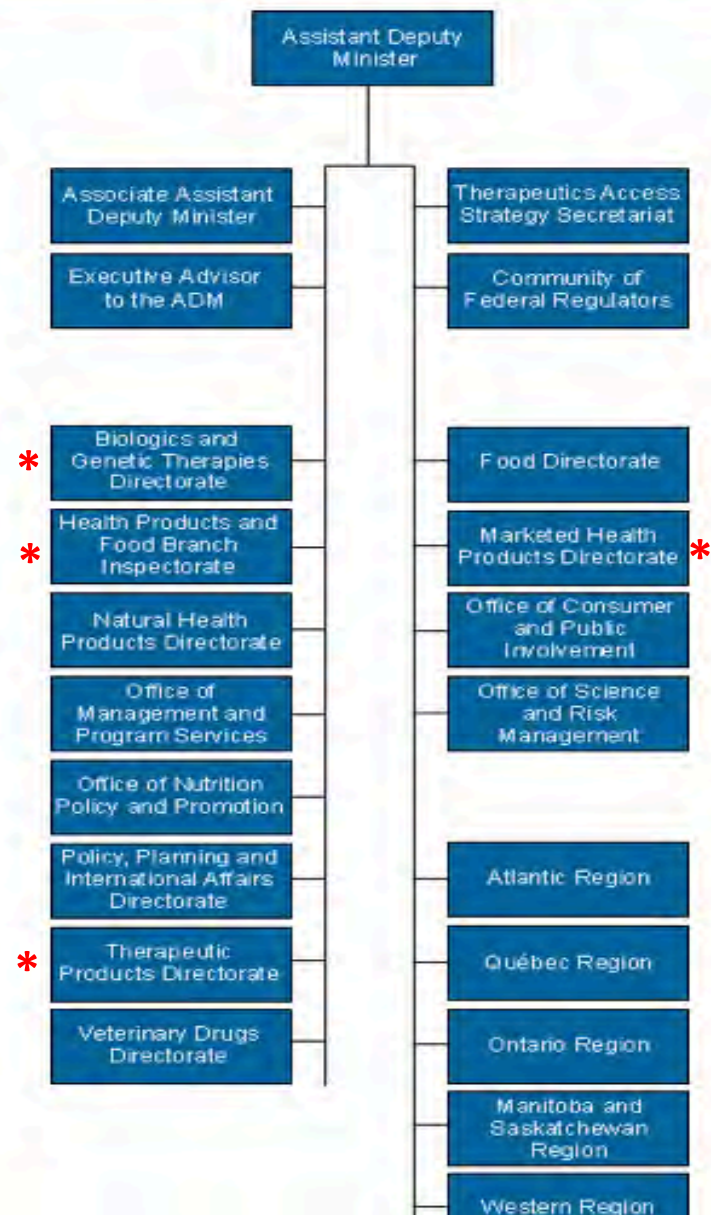 Assistant Deputy
Minister
Associate Assistant
Deputy Minister
Therapeutics Access
Strategy Secretariat
Executive Advisor
to the ADM
Community of
Federal Regulators
*
Biologics and
Genetic Therapies
Directorate
Food Directorate
*
Health Products and
Food Branch
Inspectorate
Marketed Health
Products Directorate
*
Natural Health
Products Directorate
Office of Consumer
and Public
Involvement
Office of
Management and
Program Services
Office of Science
and Risk
Management
Office of Nutrition
Policy and Promotion
Policy, Planning and
International Affairs
Directorate
Atlantic Region
*
Therapeutic
Products Directorate
Québec Region
Veterinary Drugs
Directorate
Ontario Region
Manitoba and
Saskatchewan
Region
Western Region